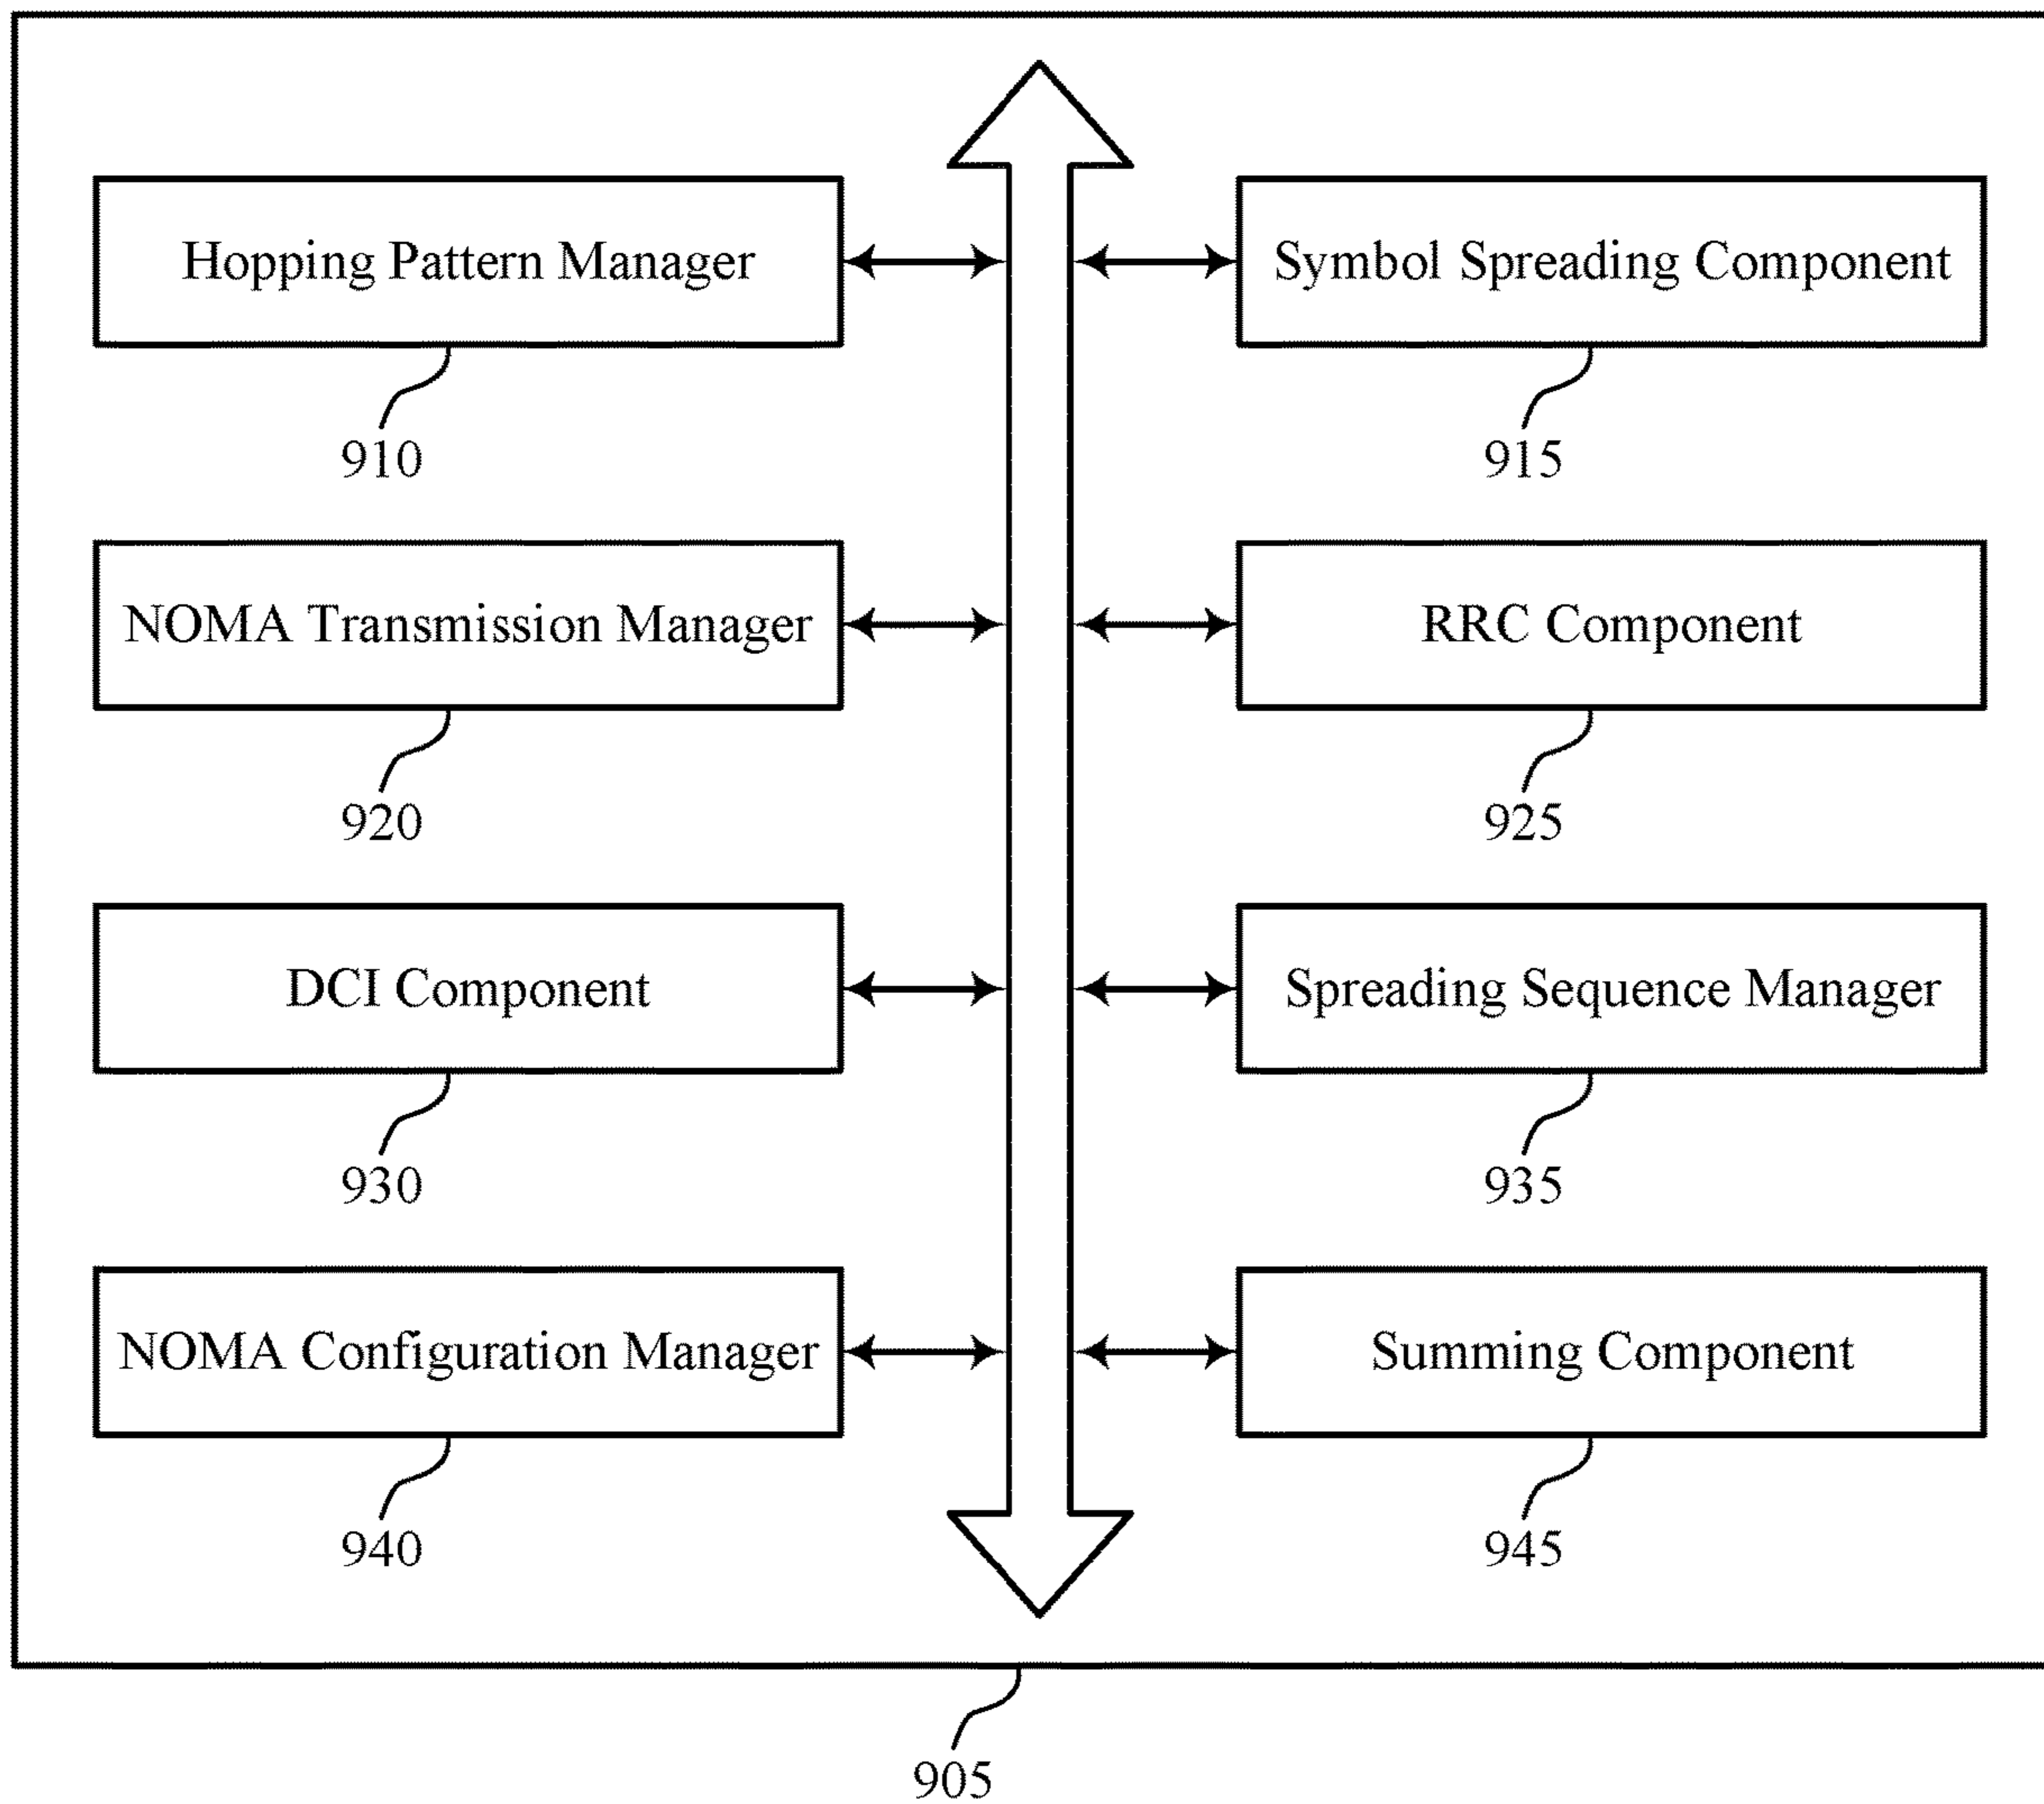 Hopping Pattern Manager
Symbol Spreading Component
910
915
NOMA Transmission Manager
RRC Component
920
925
DCI Component
Spreading Sequence Manager
930
935
NOMA Configuration Manager
Summing Component
940
945
905